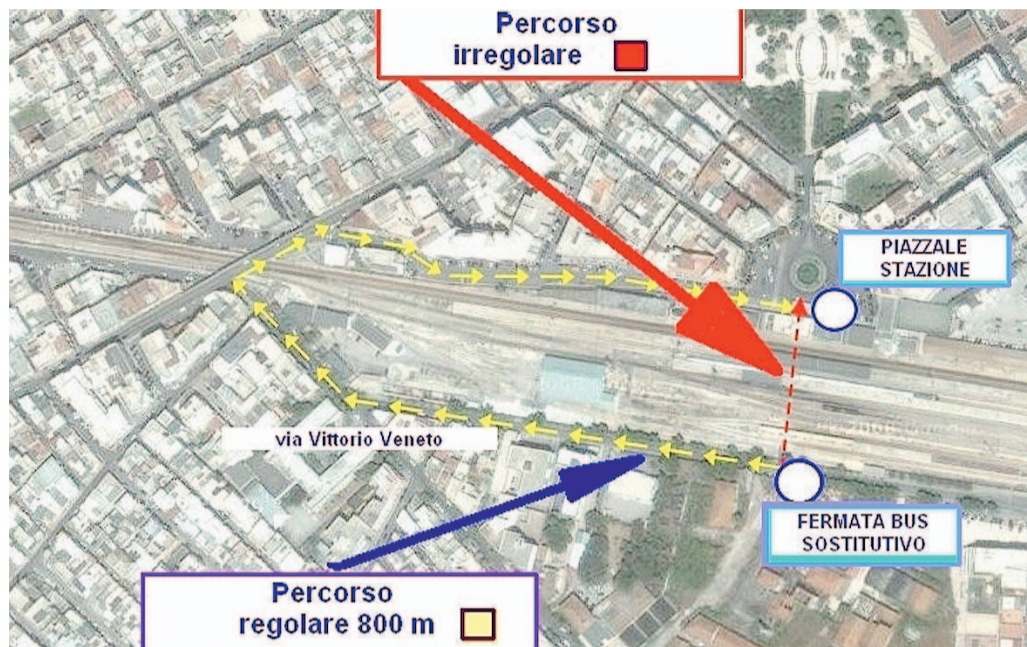 Percorso
irregolare
PIAZZALE
STAZIONE
via Vittorio Veneto
FERMATA BUS
SOSTITUTIVO
Percorso
regolare 800 m